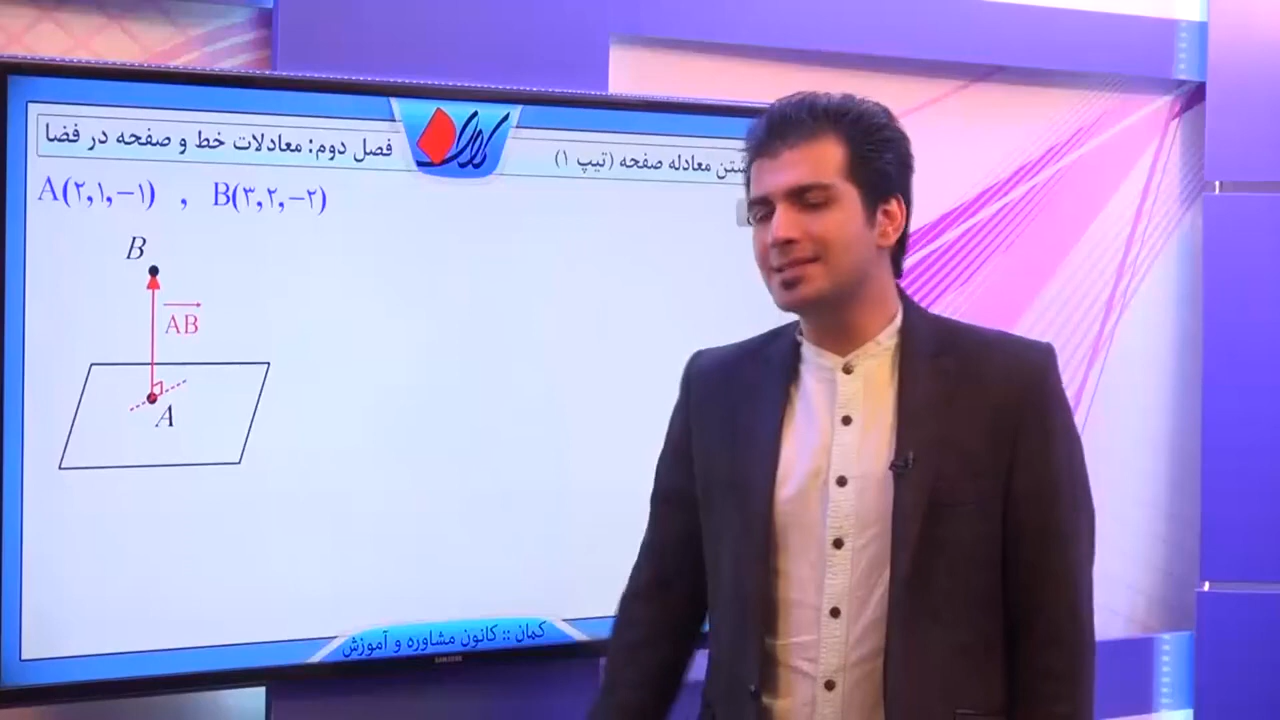 فصل دوم: معادلات خط و صفحه در فضا
معادله صفحه (تیپ ۱)
A(۲,۱,−۱) , B(۳,۲,−۲)
B
AB
A
کمان :: کانون مشاوره و آموزش
SAMSUNG